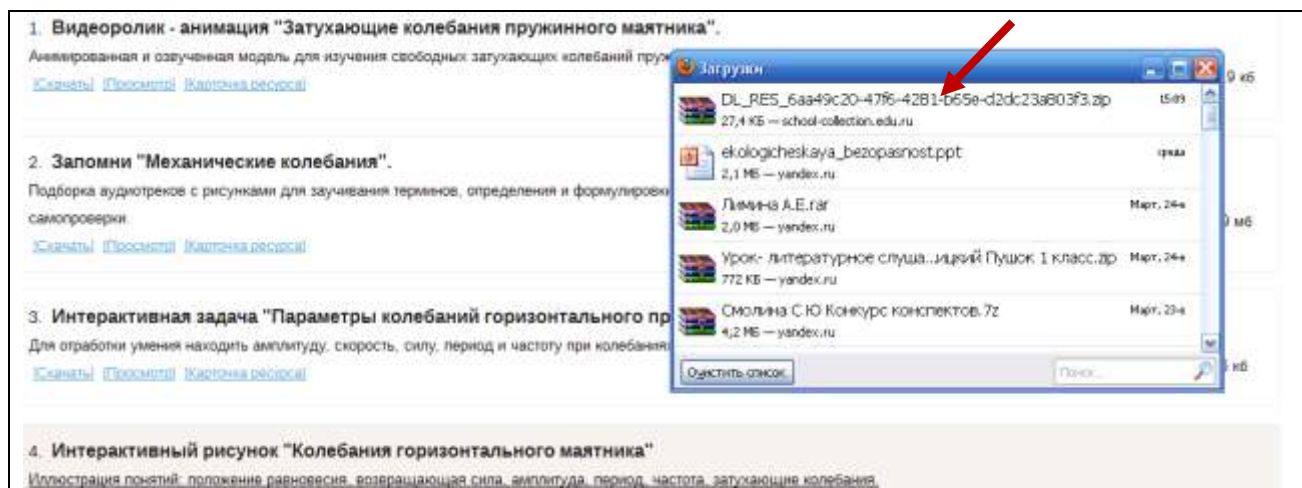 1. Видеоролик - анимация "Затухающие колебания пружинного маятника".
Анимированная и озвученная модель для изучения свободных затухающих колебаний пруж
[Скачать] [Просмотр] [Карточка ресурса]
9 кб
2. Запомни "Механические колебания".
Подборка аудиотреков с рисунками для заучивания терминов, определения и формулировки
самопроверки.
[Скачать] [Просмотр] [Карточка ресурса]
9 мб
3. Интерактивная задача "Параметры колебаний горизонтального пр
Для отработки умения находить амплитуду, скорость, силу, период и частоту при колебаниях
[Скачать] [Просмотр] [Карточка ресурса]
кб
4. Интерактивный рисунок "Колебания горизонтального маятника"
Иллюстрация понятий: положение равновесия, возвращающая сила, амплитуда, период, частота, затухающие колебания.
Загрузки
DL_RES_6aa49c20-47f6-4281-b65e-d2dc23a803f3.zip 15:09
27,4 КБ — school-collection.edu.ru
ekologicheskaya_bezopasnost.ppt среда
2,1 МБ — yandex.ru
Лимина А.Е.rar Март, 24-е
2,0 МБ — yandex.ru
Урок- литературное слуша...ицкий Пушок 1 класс.zip Март, 24-е
772 КБ — yandex.ru
Смолина С Ю Конкурс конспектов.7z Март, 23-е
4,2 МБ — yandex.ru
Очистить список
Поиск...